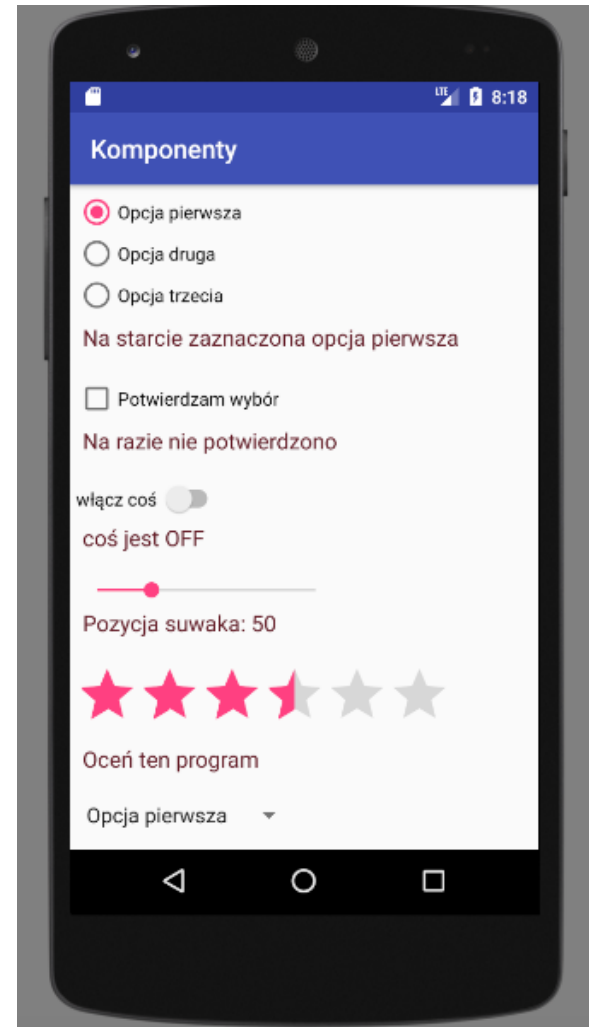 LTE 8:18
Komponenty
Opcja pierwsza
Opcja druga
Opcja trzecia
Na starcie zaznaczona opcja pierwsza
Potwierdzam wybór
Na razie nie potwierdzono
włącz coś
coś jest OFF
Pozycja suwaka: 50
Oceń ten program
Opcja pierwsza